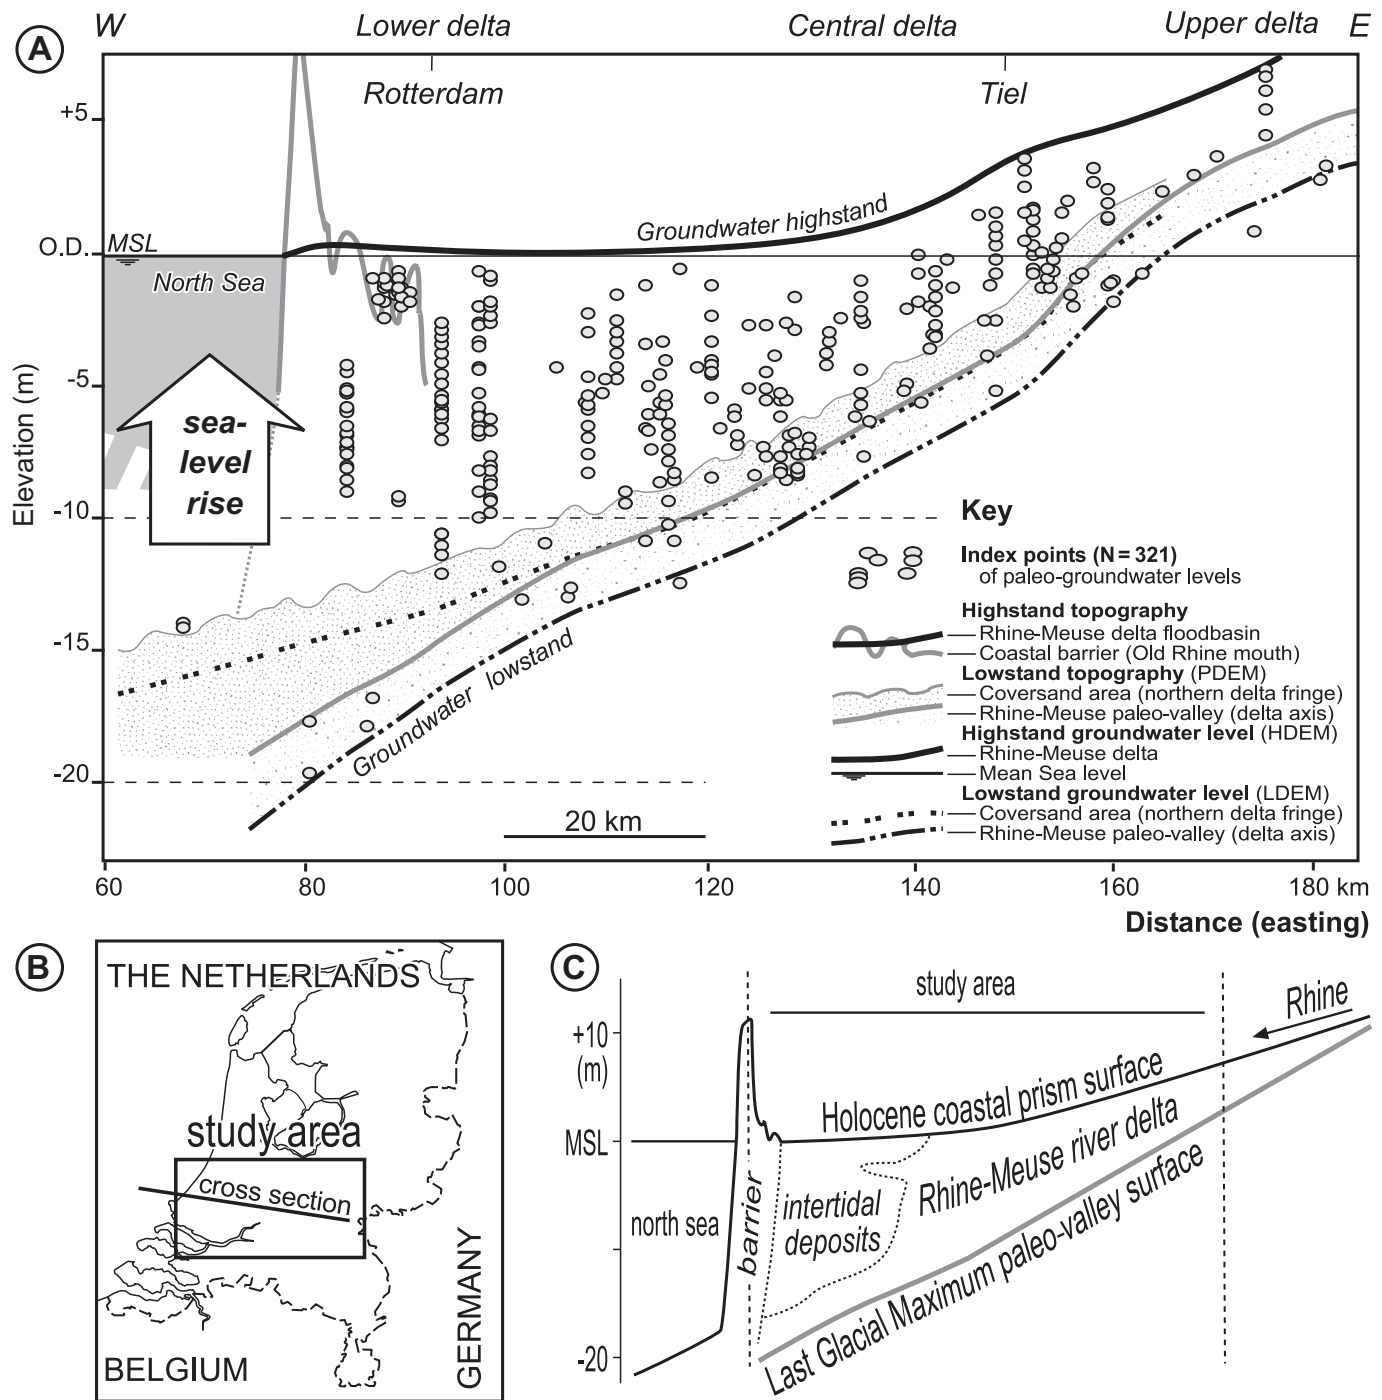 A
W Lower delta Central delta Upper delta E
Rotterdam Tiel
+5
O.D.
-5
-10
-15
-20
Elevation (m)
MSL
North Sea
Groundwater highstand
sea-
level
rise
Groundwater lowstand
20 km
Key
Index points (N = 321)
of paleo-groundwater levels
Highstand topography
Rhine-Meuse delta floodbasin
Coastal barrier (Old Rhine mouth)
Lowstand topography (PDEM)
Coversand area (northern delta fringe)
Rhine-Meuse paleo-valley (delta axis)
Highstand groundwater level (HDEM)
Rhine-Meuse delta
Mean Sea level
Lowstand groundwater level (LDEM)
Coversand area (northern delta fringe)
Rhine-Meuse paleo-valley (delta axis)
60 80 100 120 140 160 180 km
Distance (easting)
B
THE NETHERLANDS
study area
cross section
GERMANY
BELGIUM
C
+10
(m)
MSL
-20
study area
Rhine
Holocene coastal prism surface
north sea
barrier
intertidal
deposits
Rhine-Meuse river delta
Last Glacial Maximum paleo-valley surface